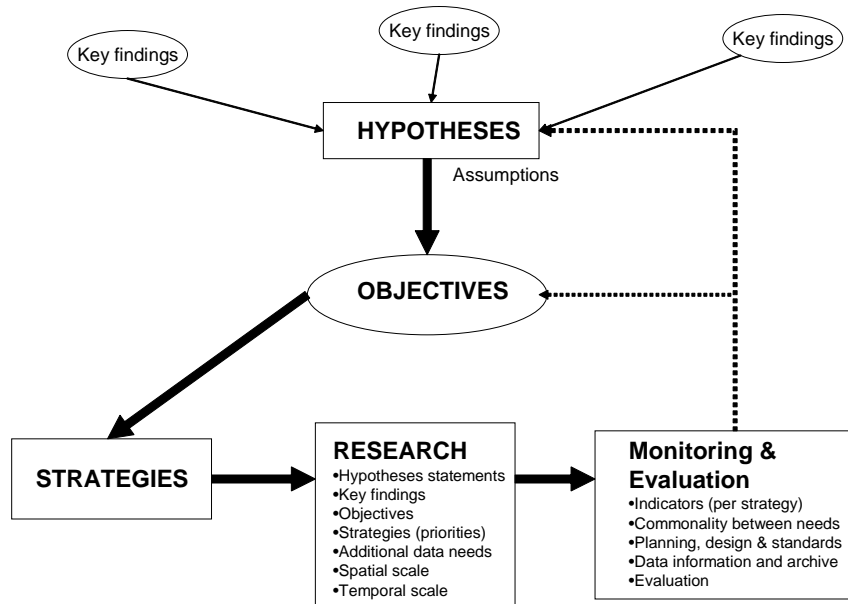 Key findings
Key findings
Key findings
HYPOTHESES
Assumptions
OBJECTIVES
STRATEGIES
RESEARCH
•Hypotheses statements
•Key findings
•Objectives
•Strategies (priorities)
•Additional data needs
•Spatial scale
•Temporal scale
Monitoring &
Evaluation
•Indicators (per strategy)
•Commonality between needs
•Planning, design & standards
•Data information and archive
•Evaluation